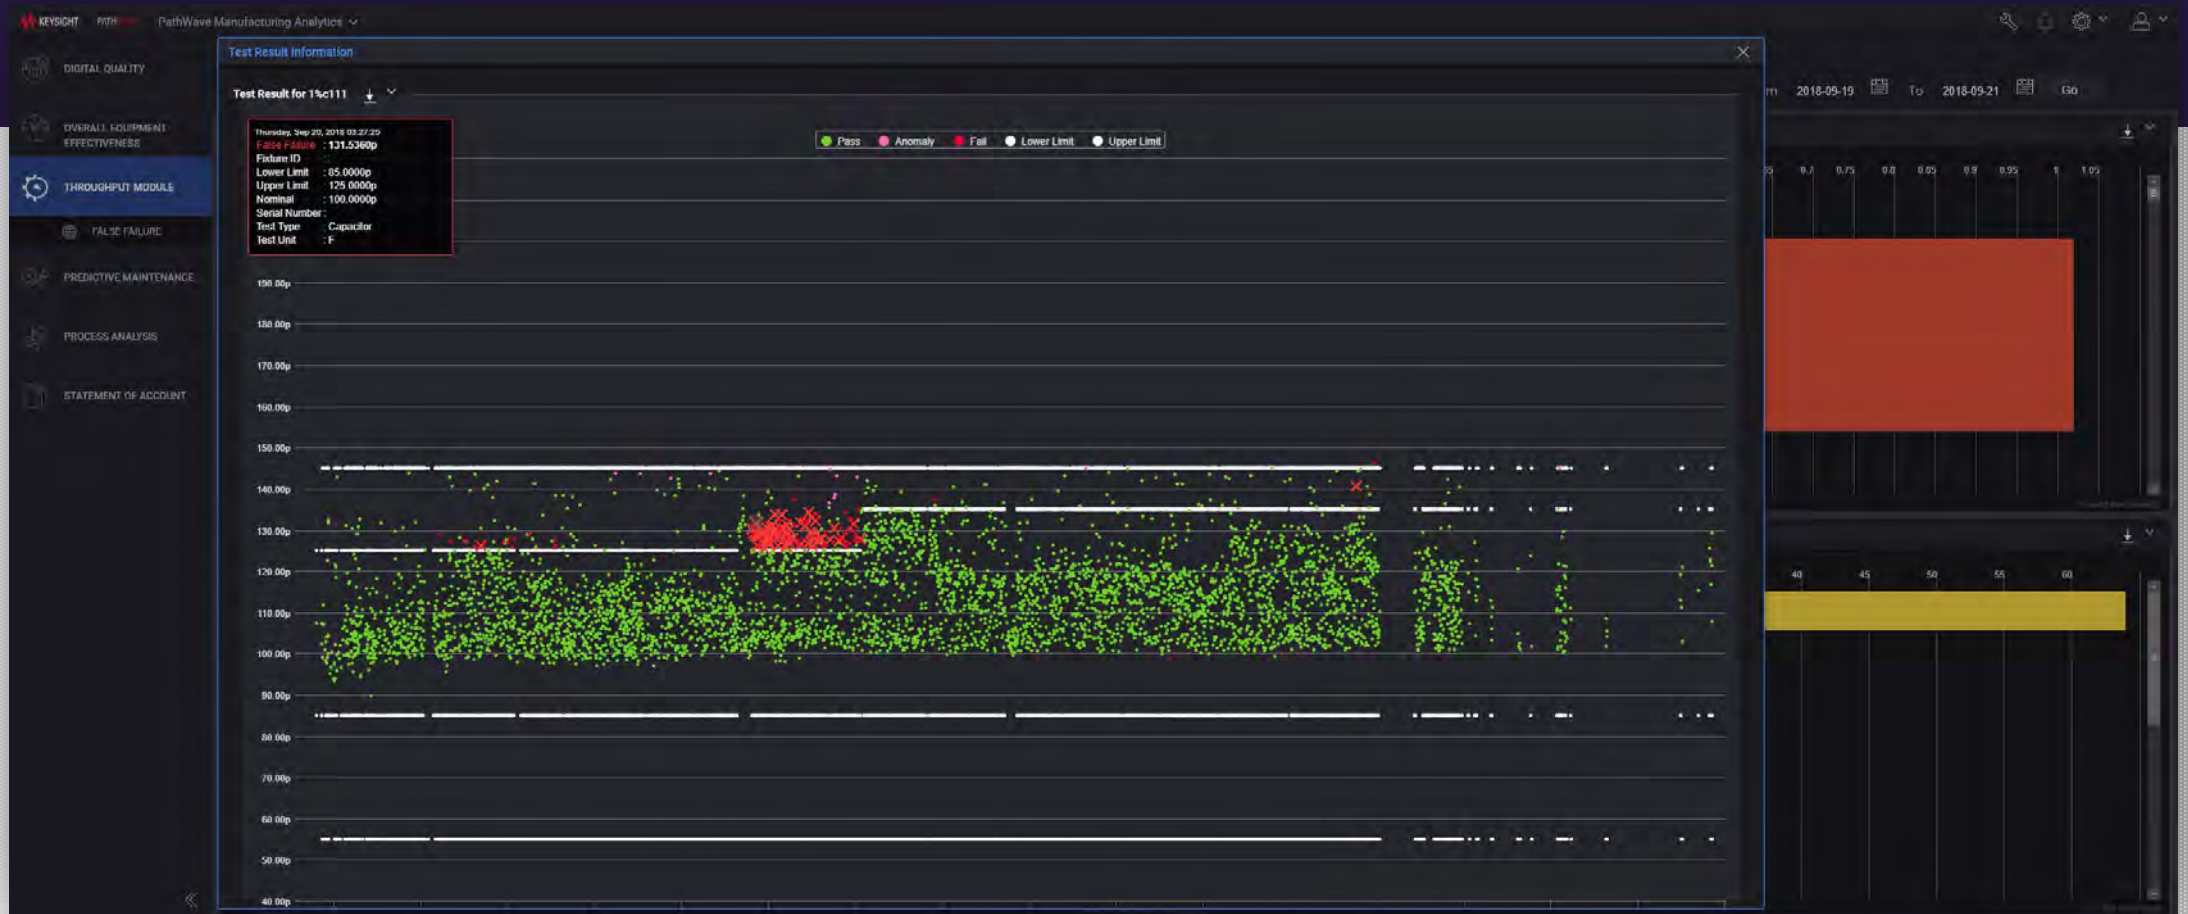 KEYSIGHT PATH PathWave Manufacturing Analytics
DIGITAL QUALITY
OVERALL EQUIPMENT
EFFECTIVENESS
THROUGHPUT MODULE
FALSE FAILURE
PREDICTIVE MAINTENANCE
PROCESS ANALYSIS
STATEMENT OF ACCOUNT
Test Result Information
Test Result for 1%c111
Thursday, Sep 20, 2018 03:27:25
False Failure : 131.5360p
Fixture ID :
Lower Limit : 85.0000p
Upper Limit : 125.0000p
Nominal : 100.0000p
Serial Number :
Test Type : Capacitor
Test Unit : F
Pass Anomaly Fail Lower Limit Upper Limit
190.00p
180.00p
170.00p
160.00p
150.00p
140.00p
130.00p
120.00p
110.00p
100.00p
90.00p
80.00p
70.00p
60.00p
50.00p
40.00p
m 2018-09-19 To 2018-09-21 Go
0.7 0.75 0.8 0.85 0.9 0.95 1 1.05
40 45 50 55 60